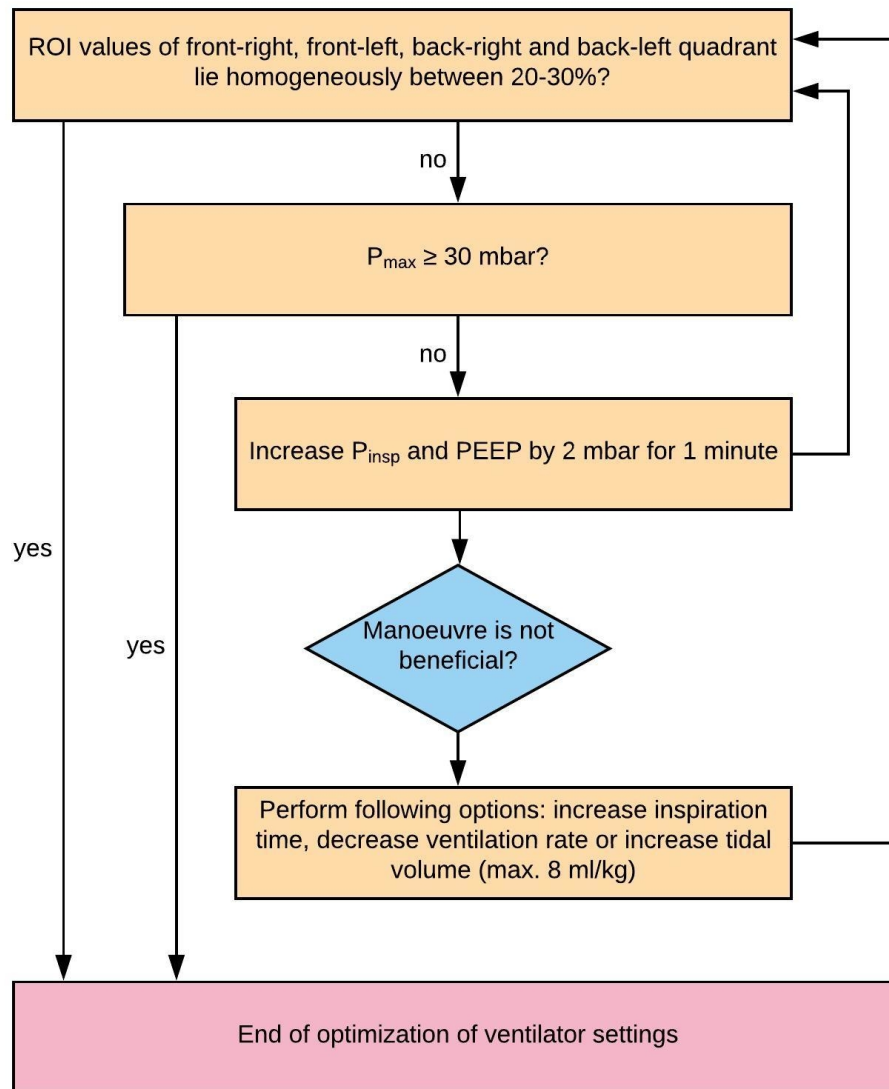 ROI values of front-right, front-left, back-right and back-left quadrant
lie homogeneously between 20-30%?
no
Pmax ≥ 30 mbar?
no
Increase Pinsp and PEEP by 2 mbar for 1 minute
yes
Manoeuvre is not
beneficial?
yes
Perform following options: increase inspiration
time, decrease ventilation rate or increase tidal
volume (max. 8 ml/kg)
End of optimization of ventilator settings